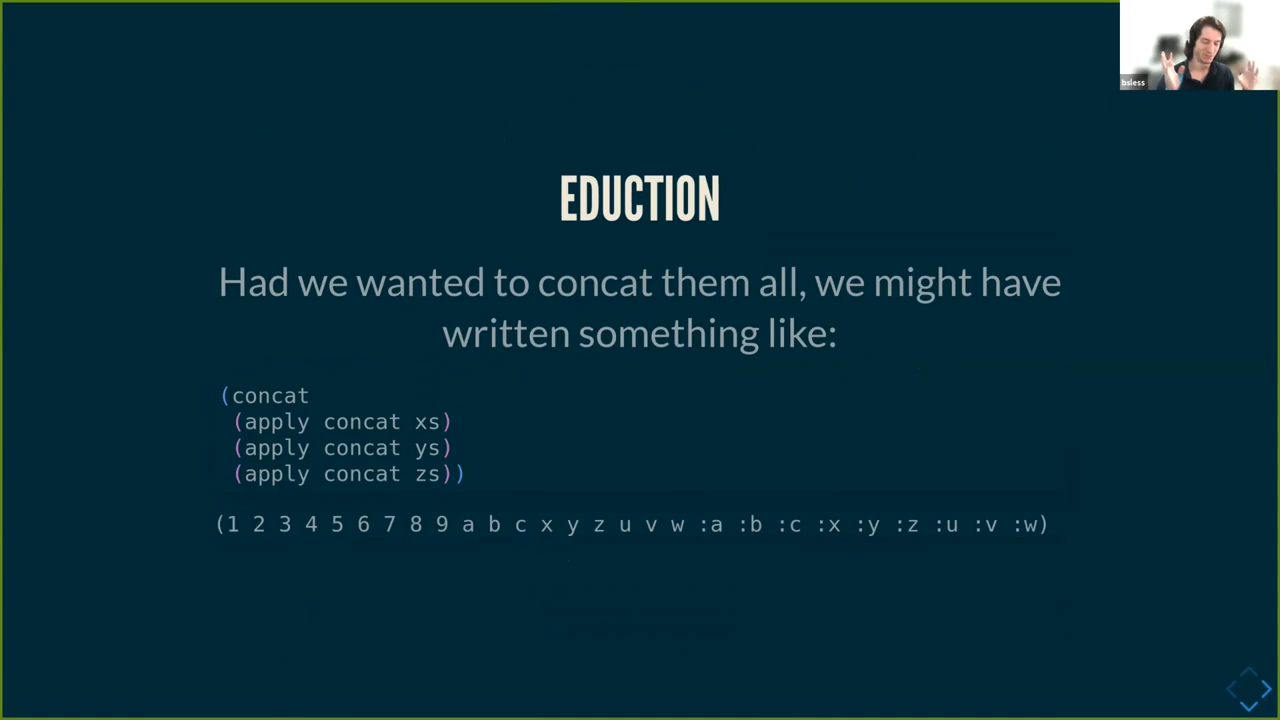 bsless
EDUCTION
Had we wanted to concat them all, we might have
written something like:
(concat
(apply concat xs)
(apply concat ys)
(apply concat zs))
(1 2 3 4 5 6 7 8 9 a b c x y z u v w :a :b :c :x :y :z :u :v :w)